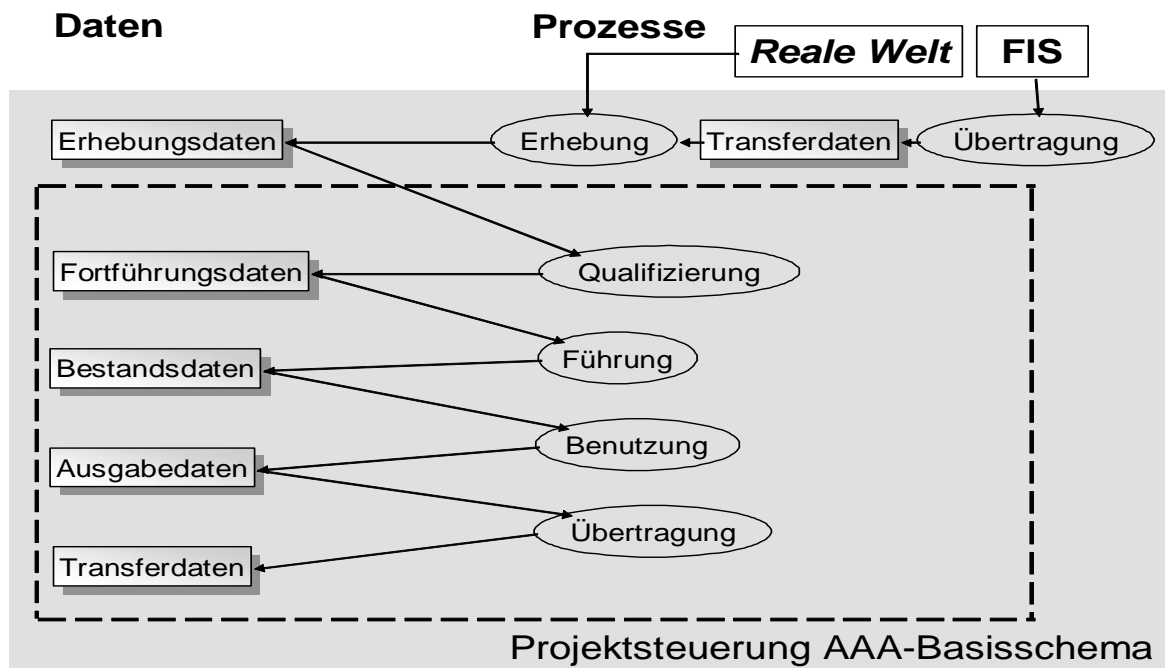 Daten
Prozesse
Reale Welt
FIS
Erhebungsdaten
Erhebung
Transferdaten
Übertragung
Fortführungsdaten
Qualifizierung
Bestandsdaten
Führung
Ausgabedaten
Benutzung
Transferdaten
Übertragung
Projektsteuerung AAA-Basisschema